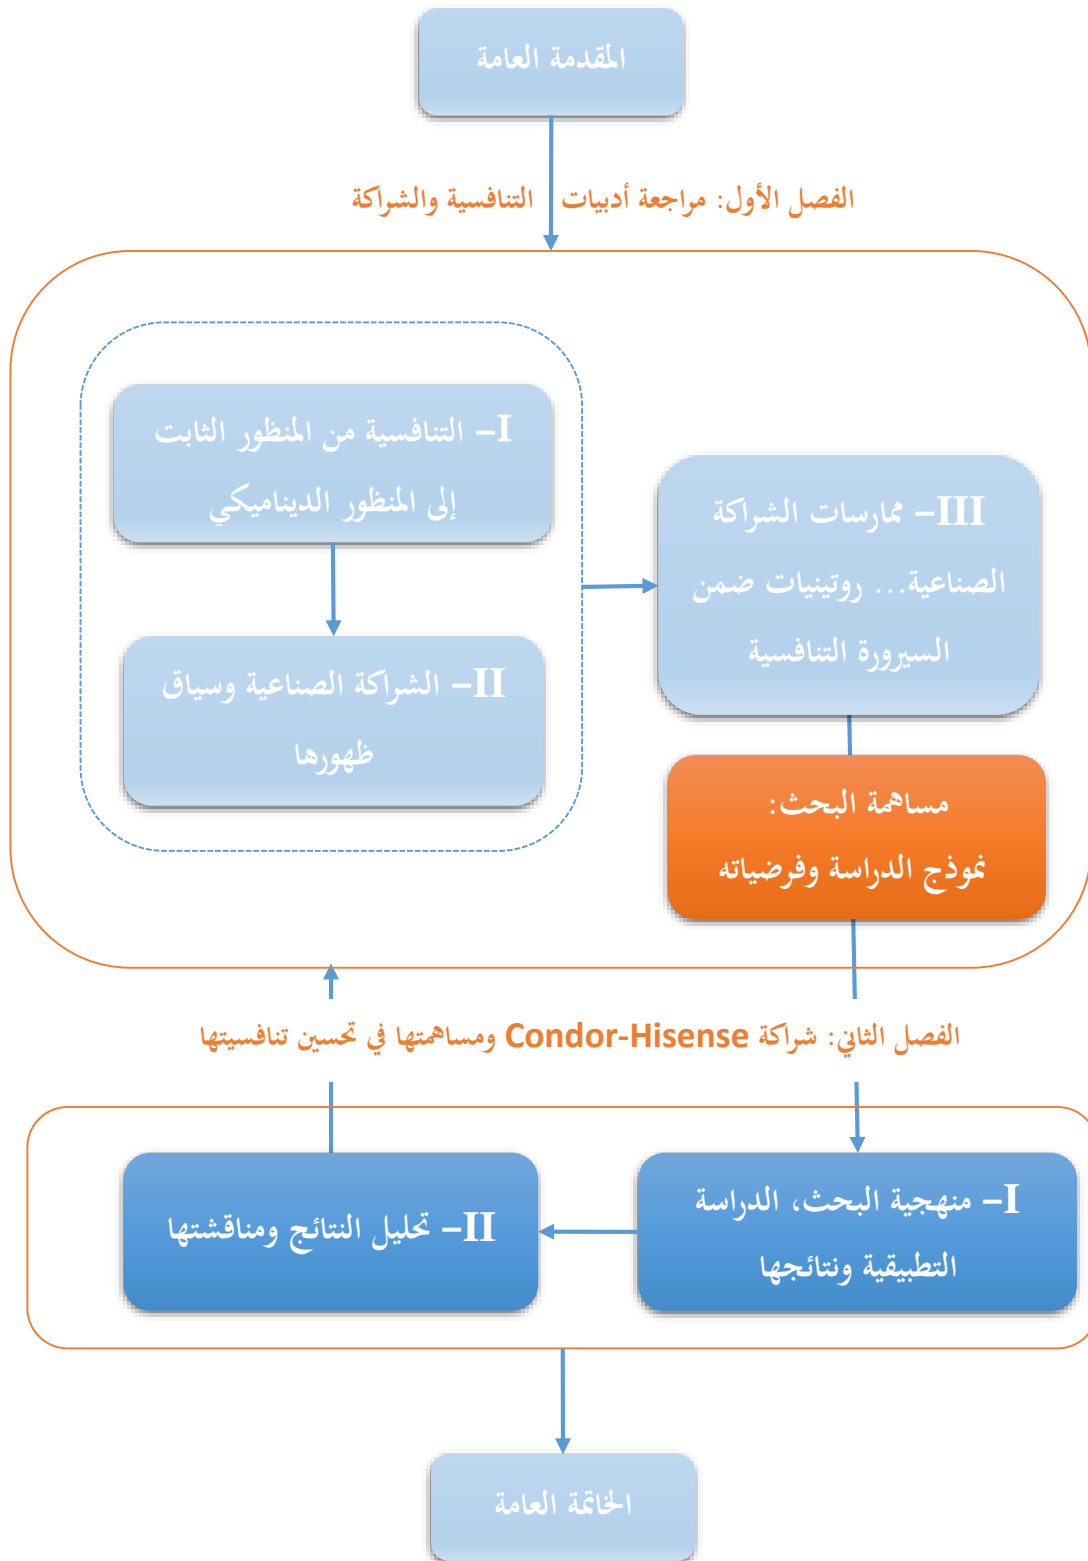 المقدمة العامة
الفصل الأول: مراجعة أدبيات التنافسية والشراكة
I– التنافسية من المنظور الثابت
إلى المنظور الديناميكي
II– الشراكة الصناعية وسياق
ظهورها
III– ممارسات الشراكة
الصناعية... روتينيات ضمن
السيرورة التنافسية
مساهمة البحث:
نموذج الدراسة وفرضياته
الفصل الثاني: شراكة Condor-Hisense ومساهمتها في تحسين تنافسيتها
I– منهجية البحث، الدراسة
التطبيقية ونتائجها
II– تحليل النتائج ومناقشتها
الخاتمة العامة